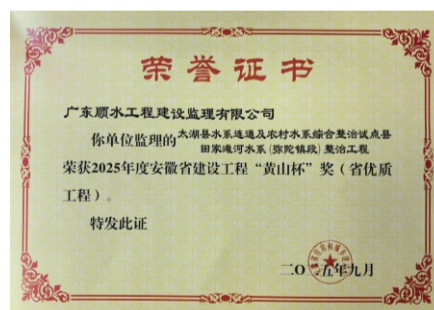 荣誉证书
广东顺水工程建设监理有限公司
你单位监理的太湖县水系连通及农村水系综合整治试点县
田家滩河水系(弥陀镇段)整治工程
荣获2025年度安徽省建设工程“黄山杯”奖（省优质
工程）。
特发此证
二O 五年九月